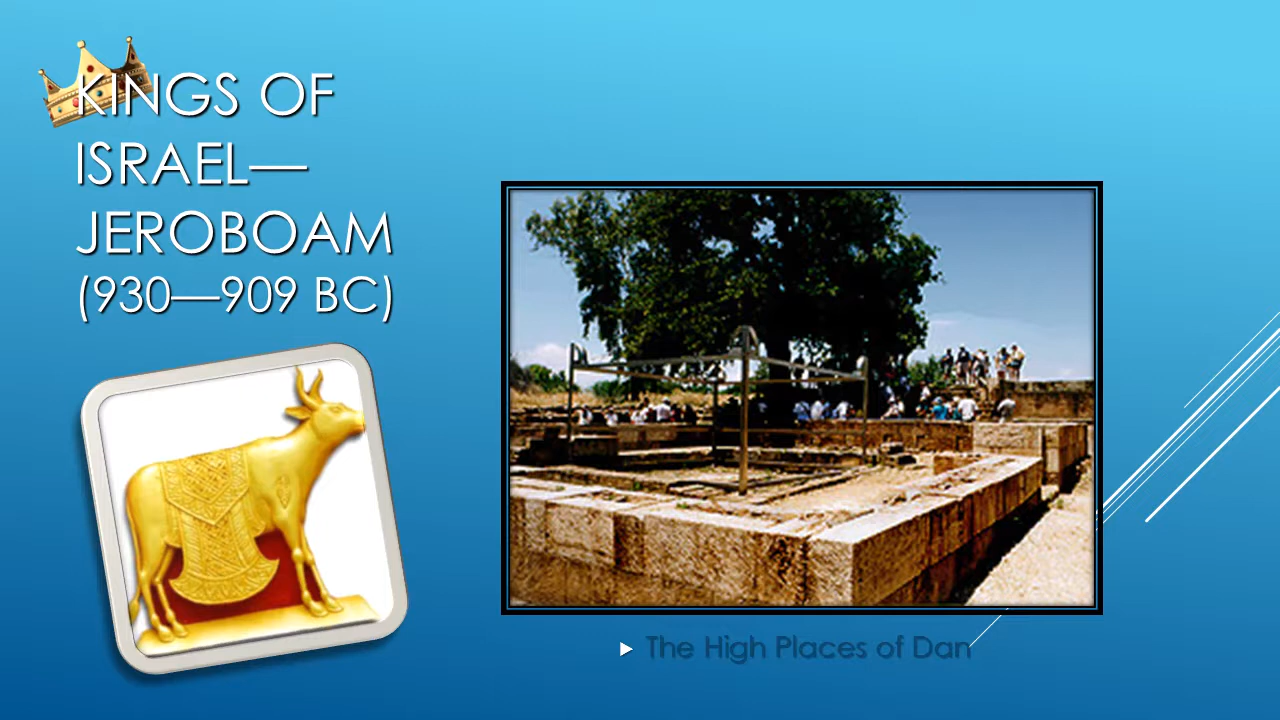 KINGS OF
ISRAEL—
JEROBOAM
(930—909 BC)
The High Places of Dan